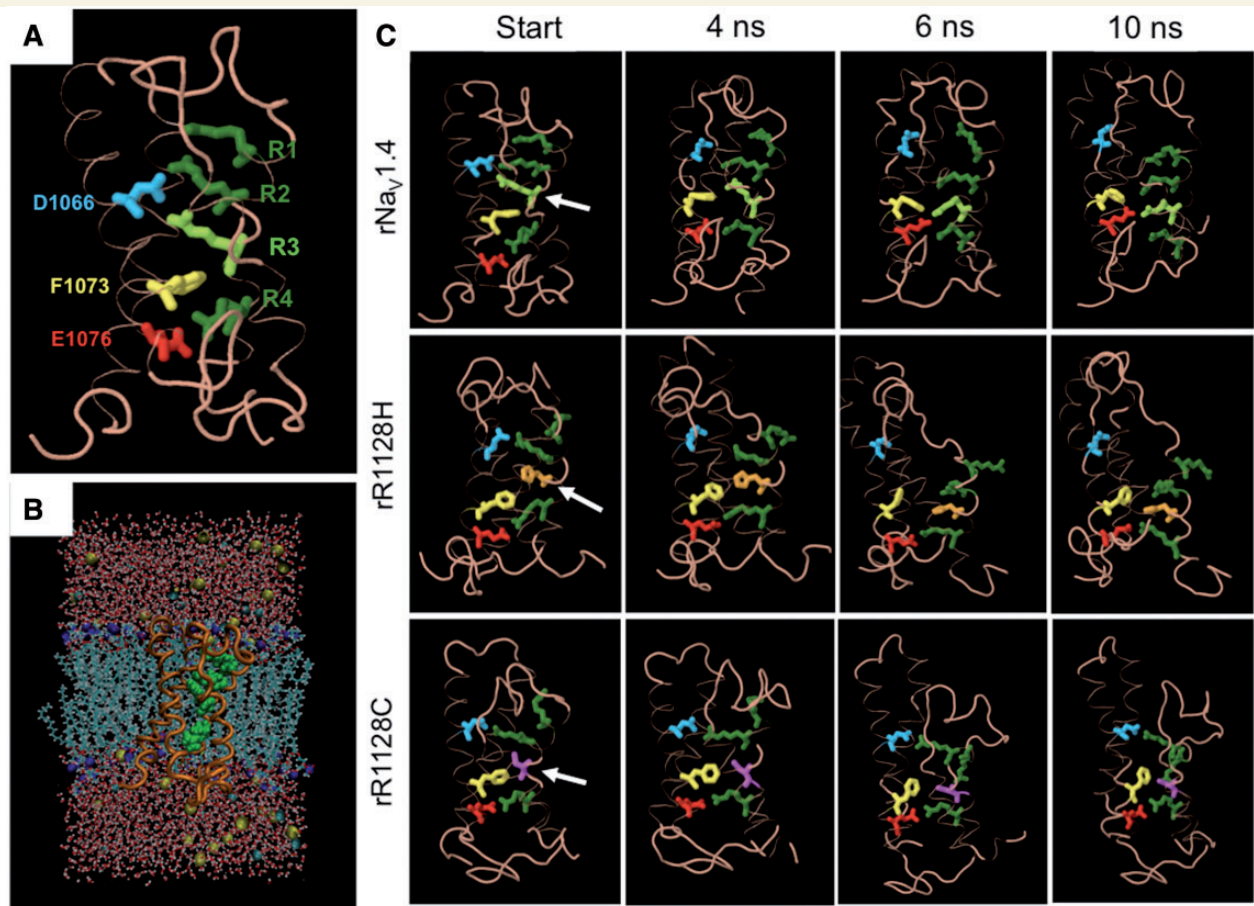 A
R1
R2
D1066
R3
F1073
R4
E1076
B
C
Start
4 ns
6 ns
10 ns
rNaV1.4
rR1128H
rR1128C